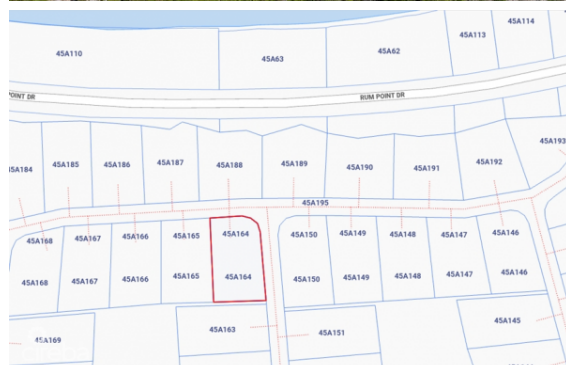 45A114
45A113
45A110
45A63
45A62
POINT DR
RUM POINT DR
45A193
45A192
45A184
45A185
45A186
45A187
45A188
45A189
45A190
45A191
45A195
45A168
45A167
45A166
45A165
45A164
45A150
45A149
45A148
45A147
45A146
45A168
45A167
45A166
45A165
45A164
45A150
45A149
45A148
45A147
45A146
45A169
45A163
45A151
45A145